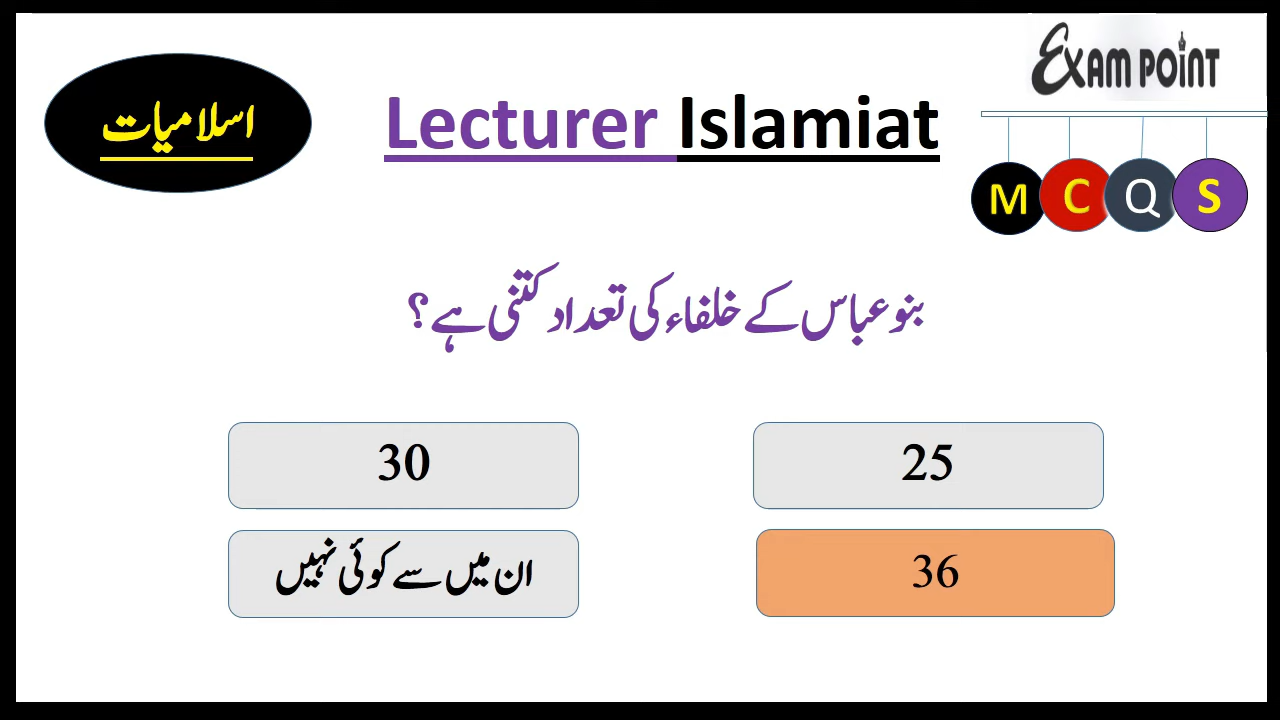 EXAM POINT
اسلامیات
Lecturer Islamiat
M C Q S
بنو عباس کے خلفاء کی تعداد کتنی ہے؟
25
30
36
ان میں سے کوئی نہیں